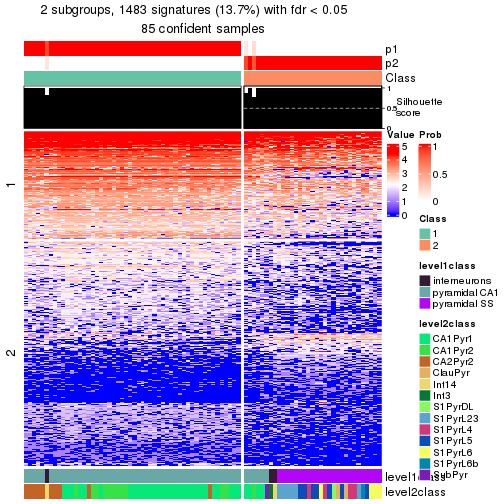 2 subgroups, 1483 signatures (13.7%) with fdr < 0.05
85 confident samples
p1
p2
Class
1
0.5
0
Silhouette
score
1
2
Value
5
4
3
2
1
0
Prob
1
0.5
0
Class
1
2
level1class
interneurons
pyramidal CA1
pyramidal SS
level2class
CA1Pyr1
CA1Pyr2
CA2Pyr2
ClauPyr
Int14
Int3
S1PyrDL
S1PyrL23
S1PyrL4
S1PyrL5
S1PyrL6
S1PyrL6b
SubPyr
level1class
level2class